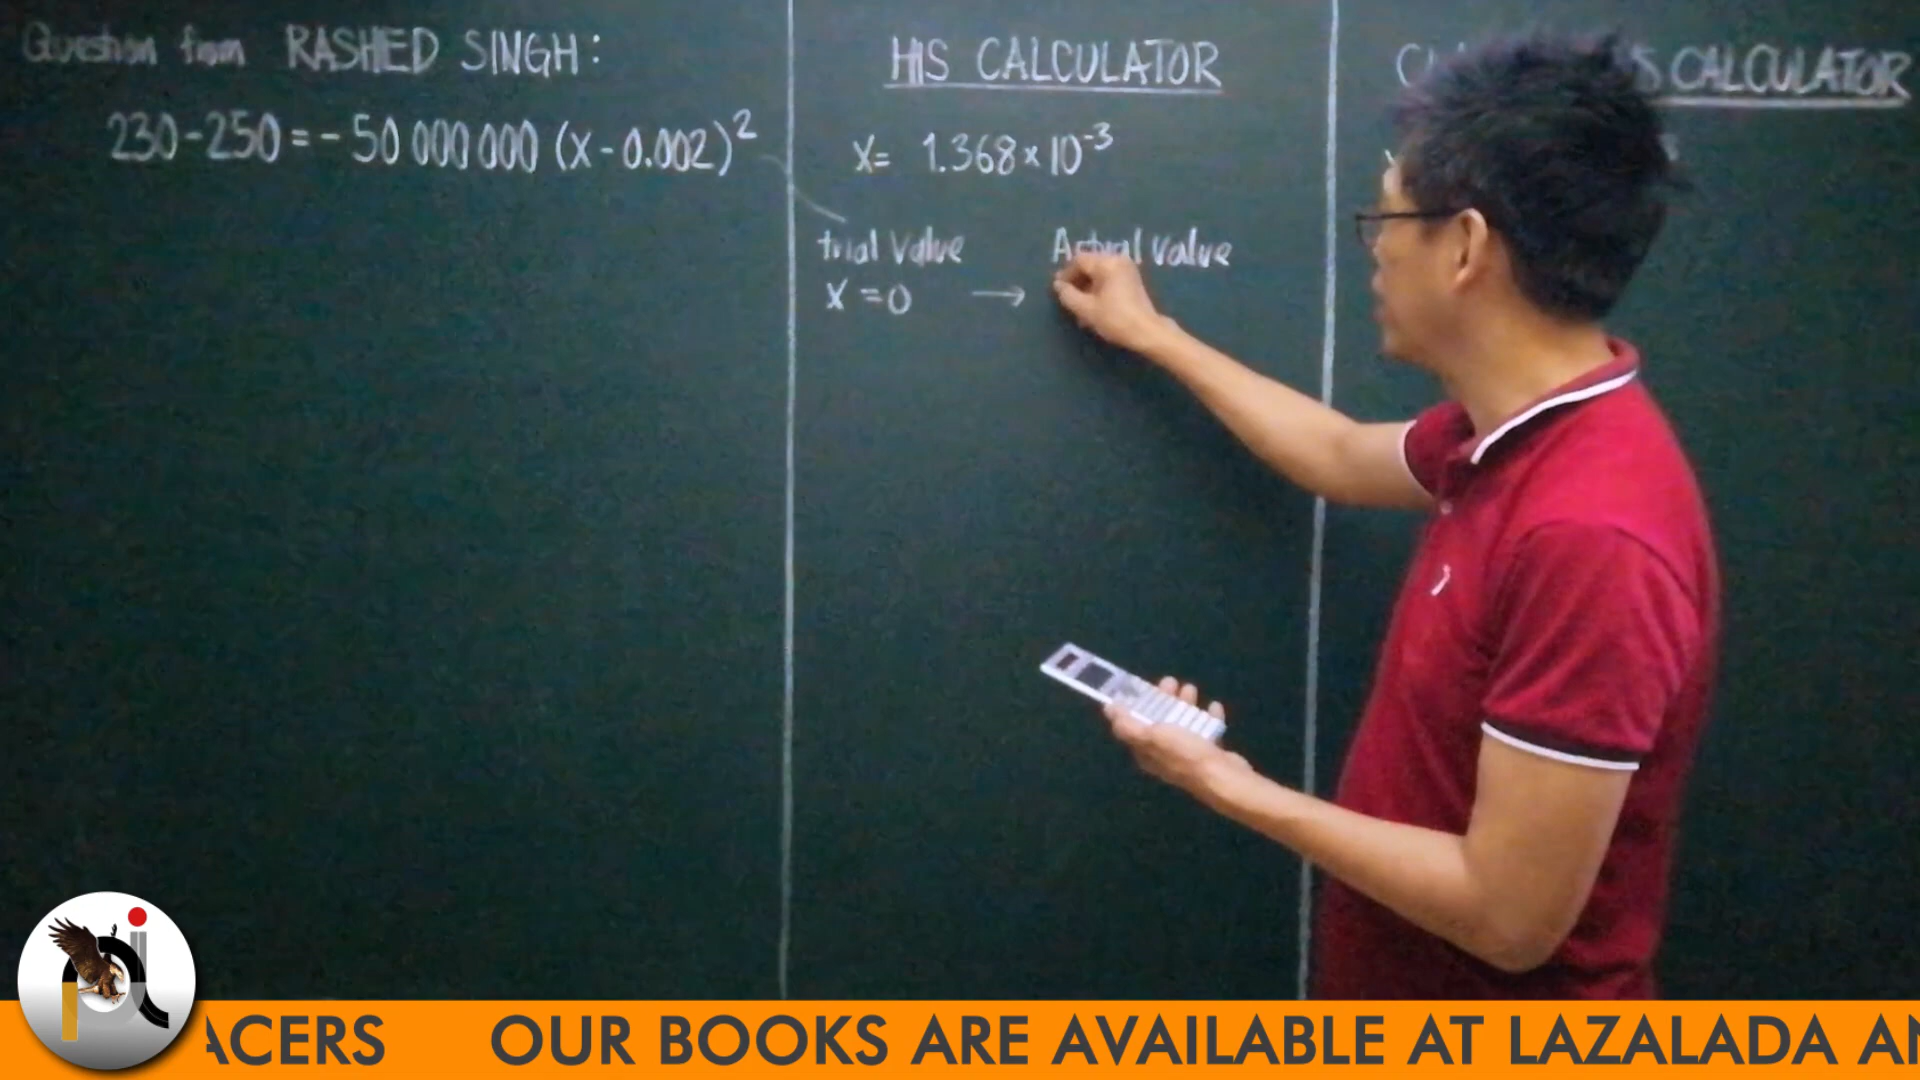 Question from RASHED SINGH:
230-250=-50 000 000 (x-0.002)²
HIS CALCULATOR
x= 1.368×10⁻³
trial Value Actual Value
x=0 →
CALCULATOR
ACERS OUR BOOKS ARE AVAILABLE AT LAZALADA